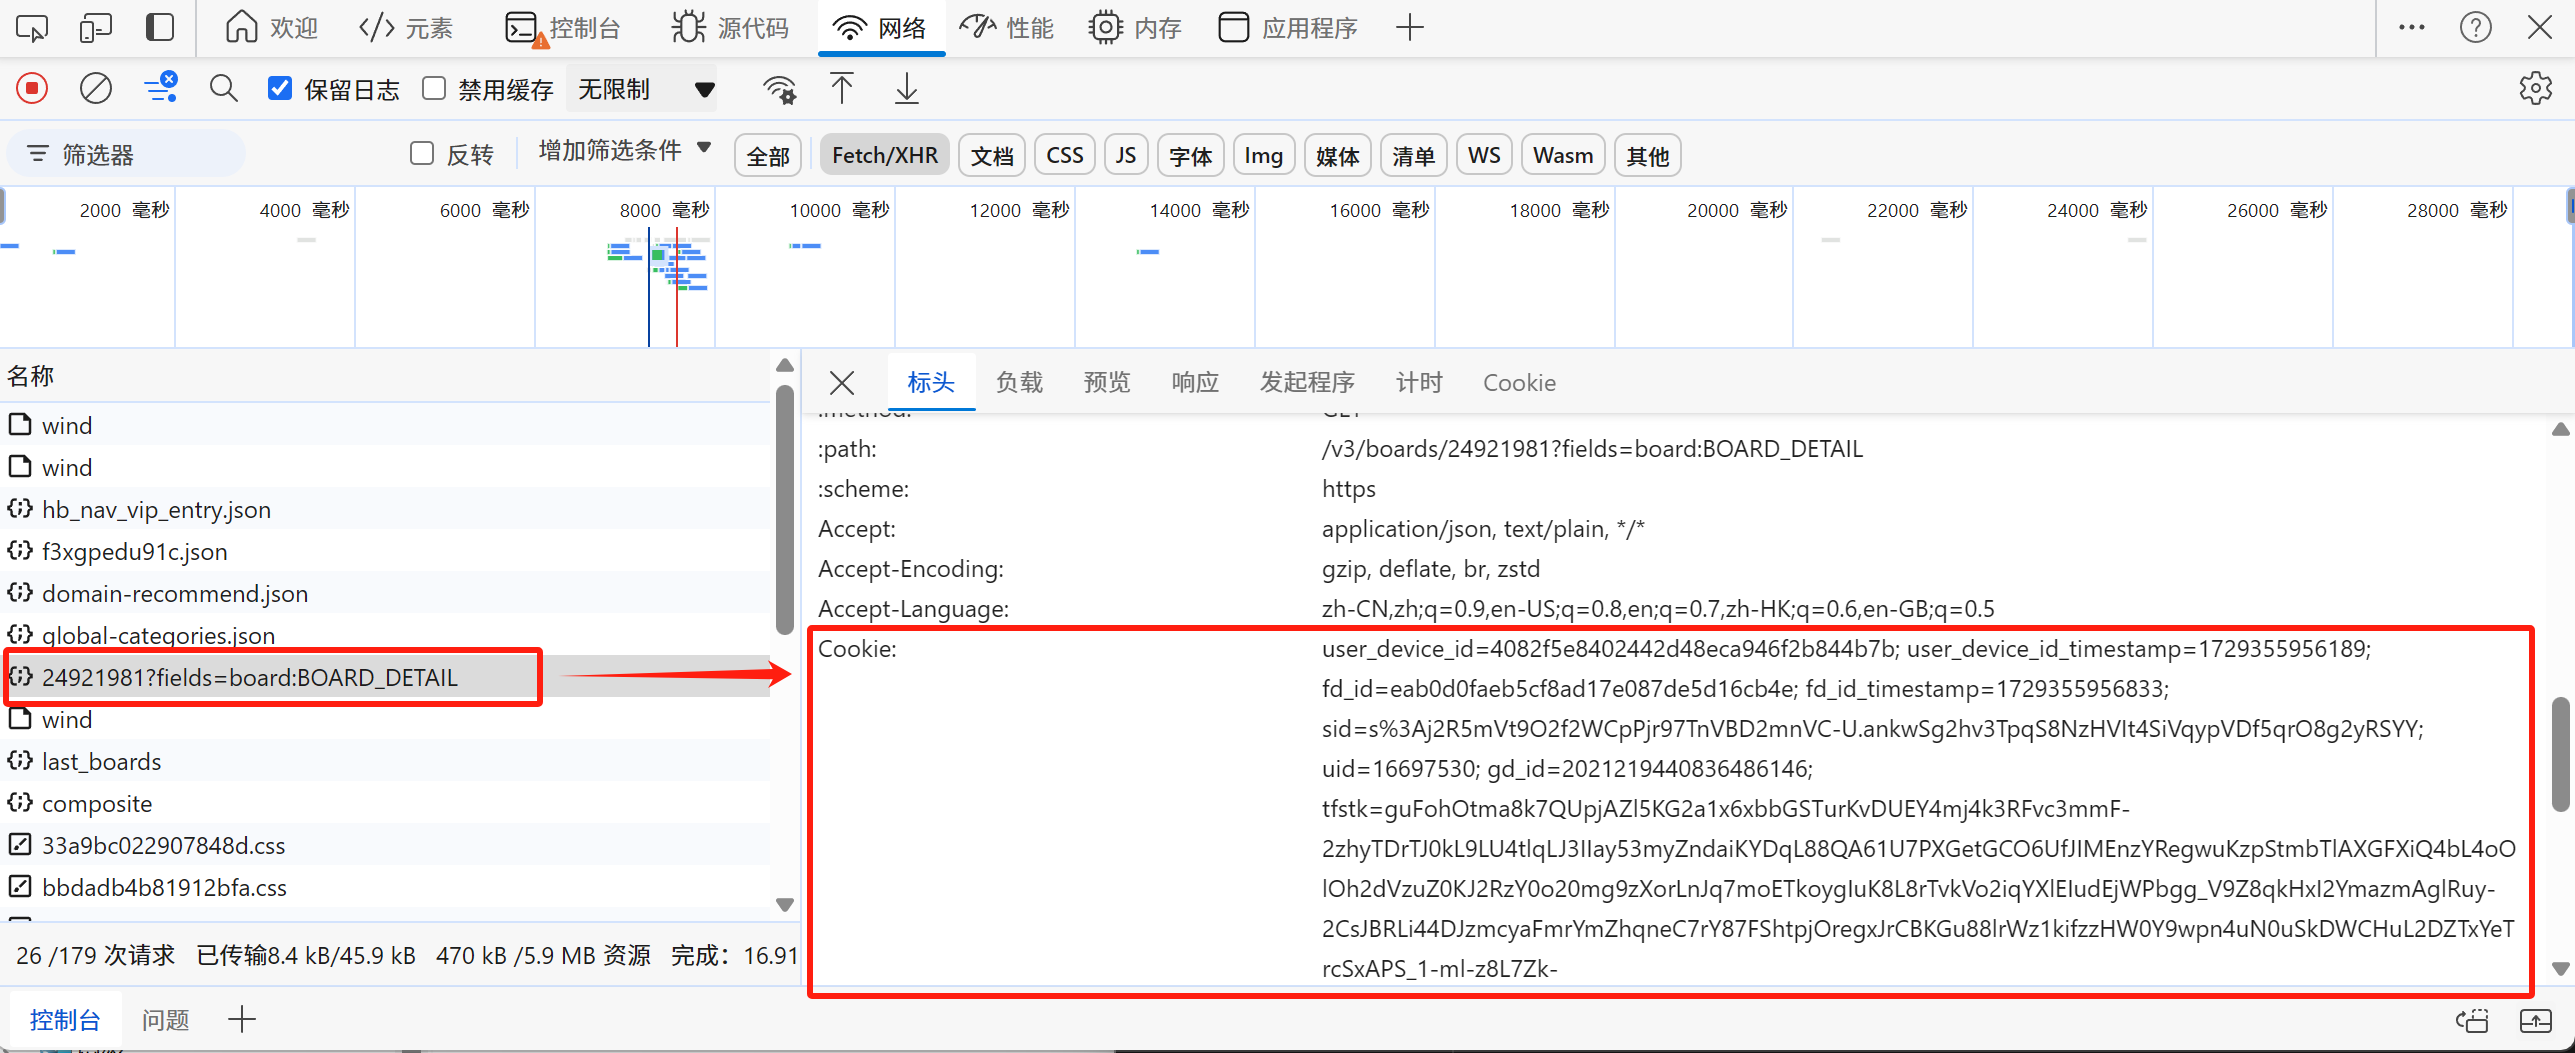 欢迎 元素 控制台 源代码 网络 性能 内存 应用程序
保留日志 禁用缓存 无限制
筛选器 反转 增加筛选条件 全部 Fetch/XHR 文档 CSS JS 字体 Img 媒体 清单 WS Wasm 其他
2000 毫秒 4000 毫秒 6000 毫秒 8000 毫秒 10000 毫秒 12000 毫秒 14000 毫秒 16000 毫秒 18000 毫秒 20000 毫秒 22000 毫秒 24000 毫秒 26000 毫秒 28000 毫秒
名称
wind
wind
hb_nav_vip_entry.json
f3xgpedu91c.json
domain-recommend.json
global-categories.json
24921981?fields=board:BOARD_DETAIL
wind
last_boards
composite
33a9bc022907848d.css
bbdadb4b81912bfa.css
26 /179 次请求 已传输8.4 kB/45.9 kB 470 kB /5.9 MB 资源 完成：16.91
标头 负载 预览 响应 发起程序 计时 Cookie
:method: GET
:path: /v3/boards/24921981?fields=board:BOARD_DETAIL
:scheme: https
Accept: application/json, text/plain, */*
Accept-Encoding: gzip, deflate, br, zstd
Accept-Language: zh-CN,zh;q=0.9,en-US;q=0.8,en;q=0.7,zh-HK;q=0.6,en-GB;q=0.5
Cookie: user_device_id=4082f5e8402442d48eca946f2b844b7b; user_device_id_timestamp=1729355956189;
fd_id=eab0d0faeb5cf8ad17e087de5d16cb4e; fd_id_timestamp=1729355956833;
sid=s%3Aj2R5mVt9O2f2WCpPjr97TnVBD2mnVC-U.ankwSg2hv3TpqS8NzHVIt4SiVqypVDf5qrO8g2yRSYY;
uid=16697530; gd_id=2021219440836486146;
tfstk=guFohOtma8k7QUpjAZl5KG2a1x6xbbGSTurKvDUEY4mj4k3RFvc3mmF-
2zhyTDrTJ0kL9LU4tlqLJ3IIay53myZndaiKYDqL88QA61U7PXGetGCO6UfJIMEnzYRegwuKzpStmbTlAXGFXiQ4bL4oO
lOh2dVzuZ0KJ2RzY0o20mg9zXorLnJq7moETkoygIuK8L8rTvkVo2iqYXlEIudEjWPbgg_V9Z8qkHxI2YmazmAglRuy-
2CsJBRLi44DJzmcyaFmrYmZhqneC7rY87FShtpjOregxJrCBKGu88lrWz1kifzzHW0Y9wpn4uN0uSkDWCHuL2DZTxYeT
rcSxAPS_1-ml-z8L7Zk-
控制台 问题